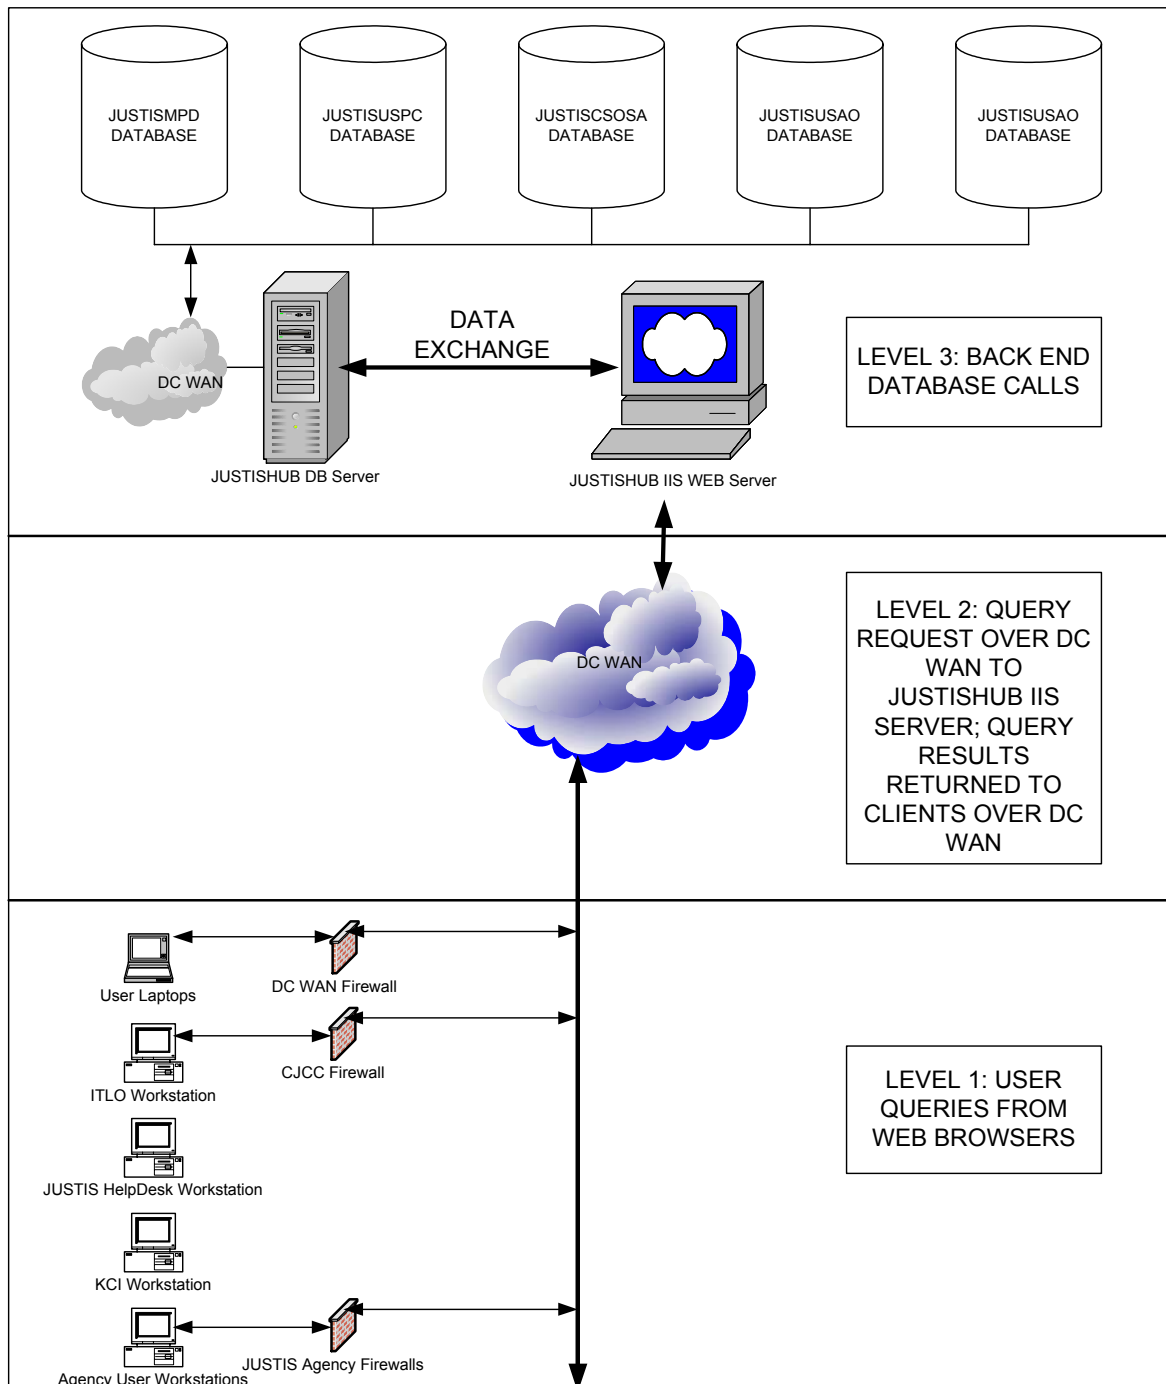 JUSTISMPD
DATABASE
JUSTISUSPC
DATABASE
JUSTISCSOSA
DATABASE
JUSTISUSAO
DATABASE
JUSTISUSAO
DATABASE
DATA
EXCHANGE
DC WAN
JUSTISHUB DB Server
JUSTISHUB IIS WEB Server
LEVEL 3: BACK END
DATABASE CALLS
DC WAN
LEVEL 2: QUERY
REQUEST OVER DC
WAN TO
JUSTISHUB IIS
SERVER; QUERY
RESULTS
RETURNED TO
CLIENTS OVER DC
WAN
User Laptops
DC WAN Firewall
ITLO Workstation
CJCC Firewall
JUSTIS HelpDesk Workstation
KCI Workstation
Agency User Workstations
JUSTIS Agency Firewalls
LEVEL 1: USER
QUERIES FROM
WEB BROWSERS